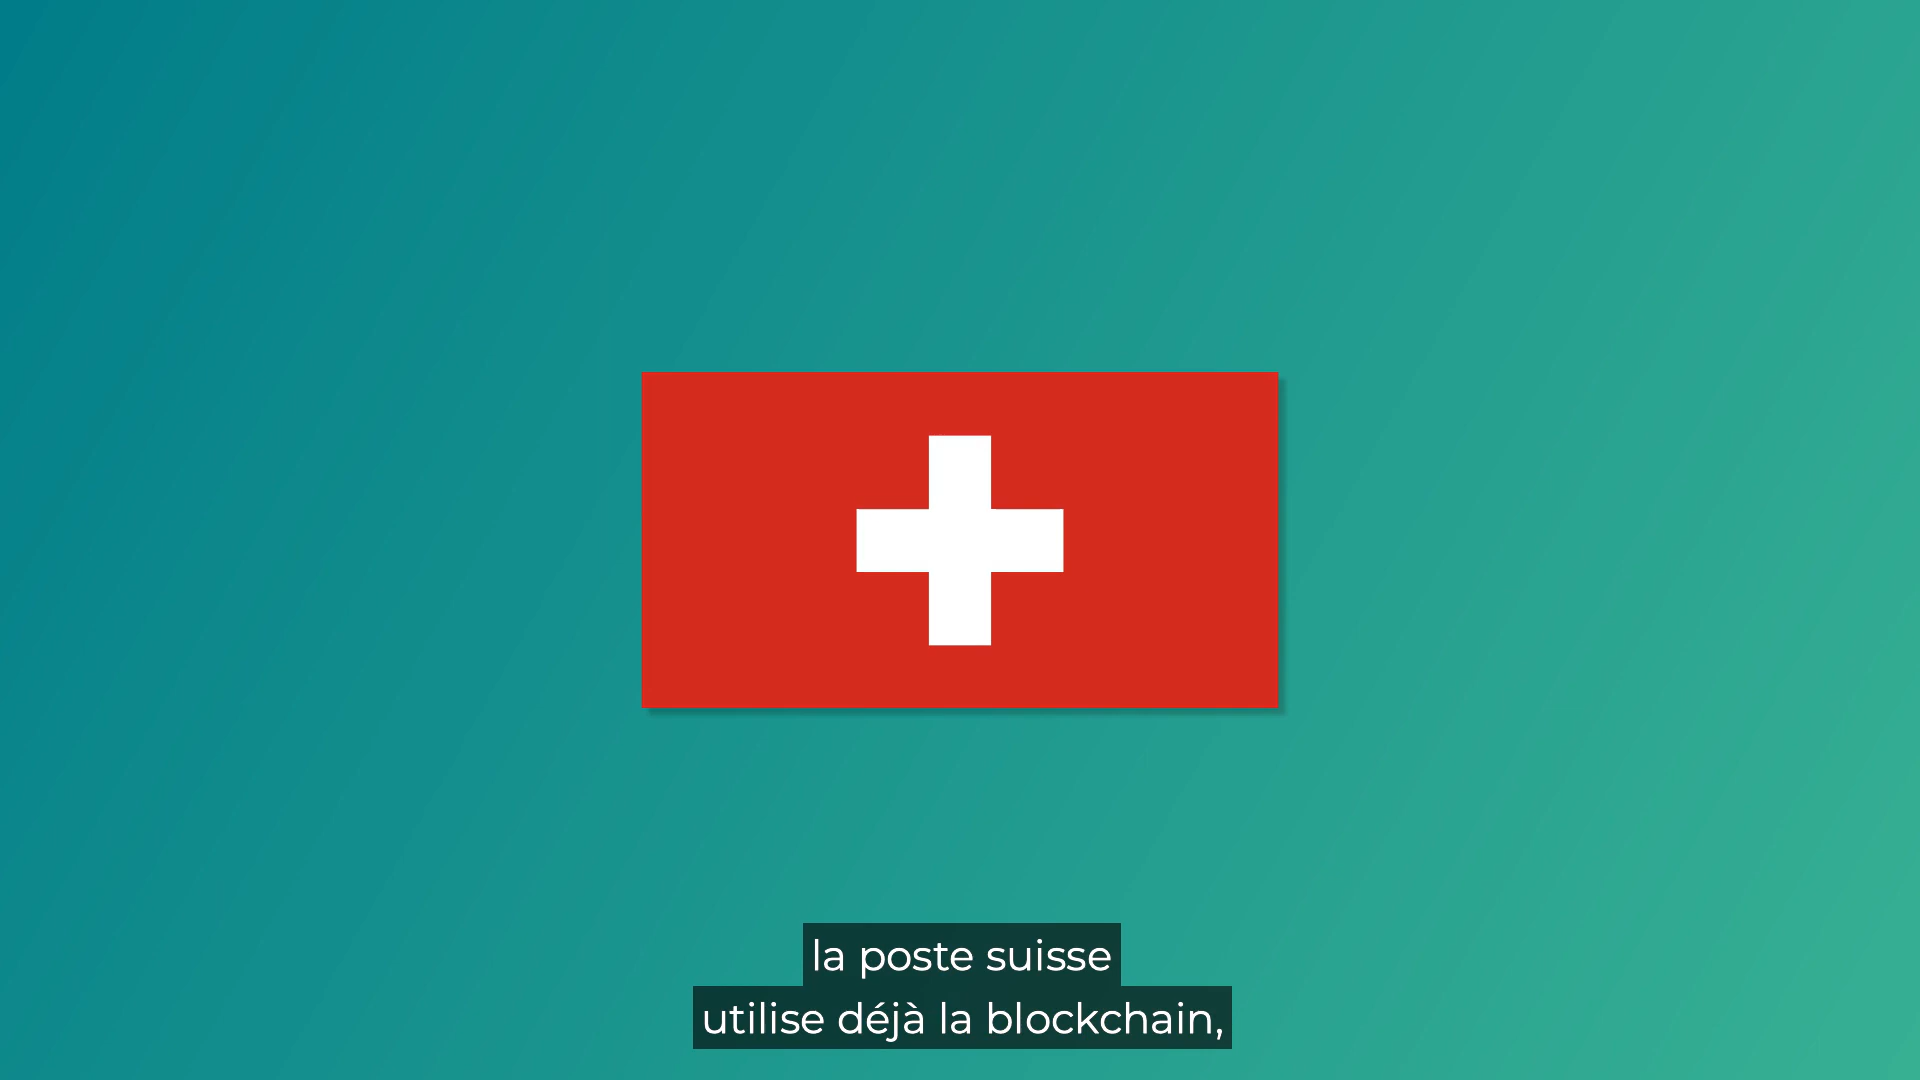 la poste suisse
utilise déjà la blockchain,